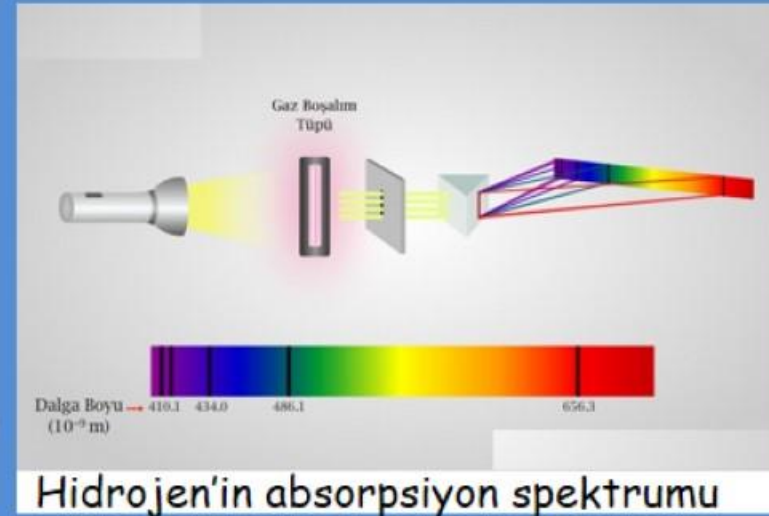 Gaz Boşalım
Tüpü
Dalga Boyu → 410.1 434.0 486.1 656.3
(10⁻⁹ m)
Hidrojen'in absorpsiyon spektrumu